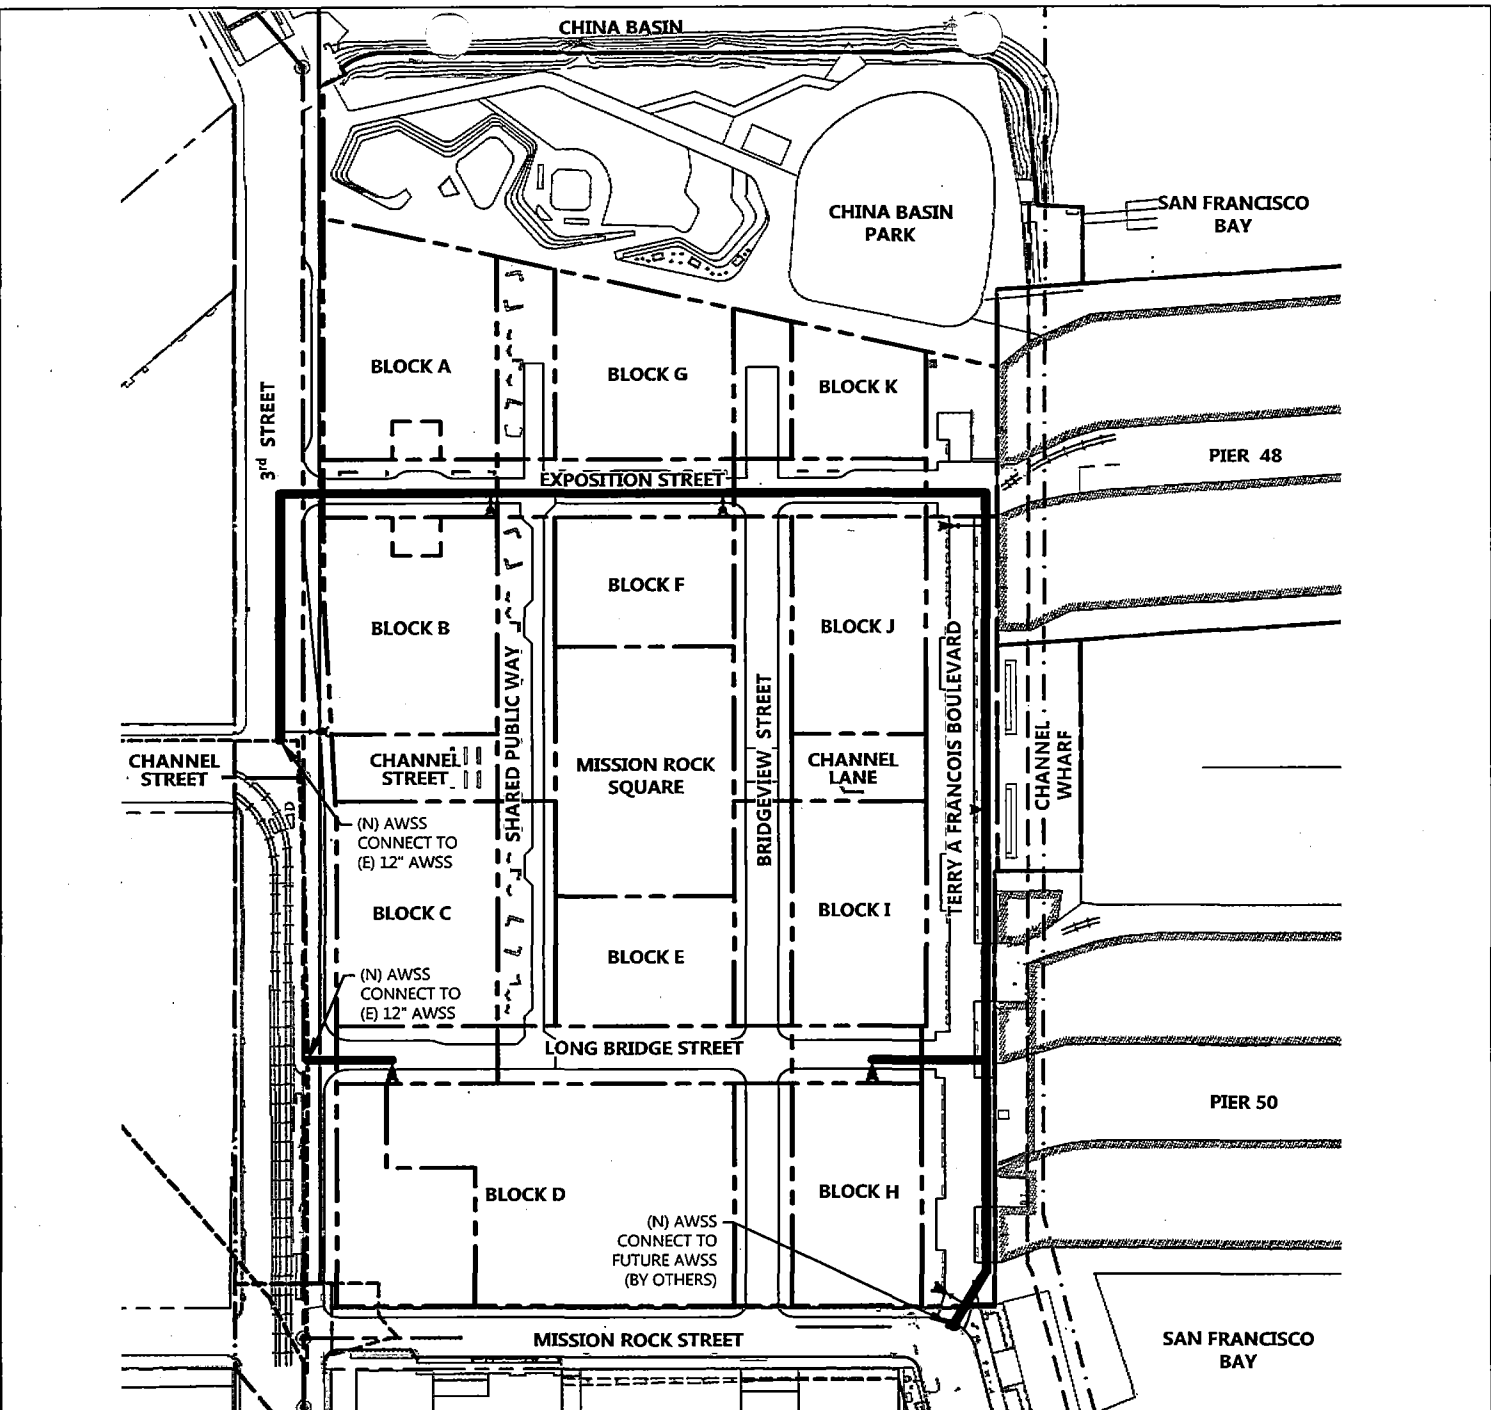 CHINA BASIN
SAN FRANCISCO
BAY
CHINA BASIN
PARK
BLOCK A
BLOCK G
BLOCK K
3rd STREET
PIER 48
EXPOSITION STREET
BLOCK F
BLOCK B
BLOCK J
SHARED PUBLIC WAY
BRIDGEVIEW STREET
TERRY A FRANCOIS BOULEVARD
CHANNEL
WHARF
CHANNEL
STREET
CHANNEL
STREET
MISSION ROCK
SQUARE
CHANNEL
LANE
(N) AWSS
CONNECT TO
(E) 12" AWSS
BLOCK C
BLOCK I
BLOCK E
(N) AWSS
CONNECT TO
(E) 12" AWSS
LONG BRIDGE STREET
PIER 50
BLOCK D
BLOCK H
(N) AWSS
CONNECT TO
FUTURE AWSS
(BY OTHERS)
MISSION ROCK STREET
SAN FRANCISCO
BAY